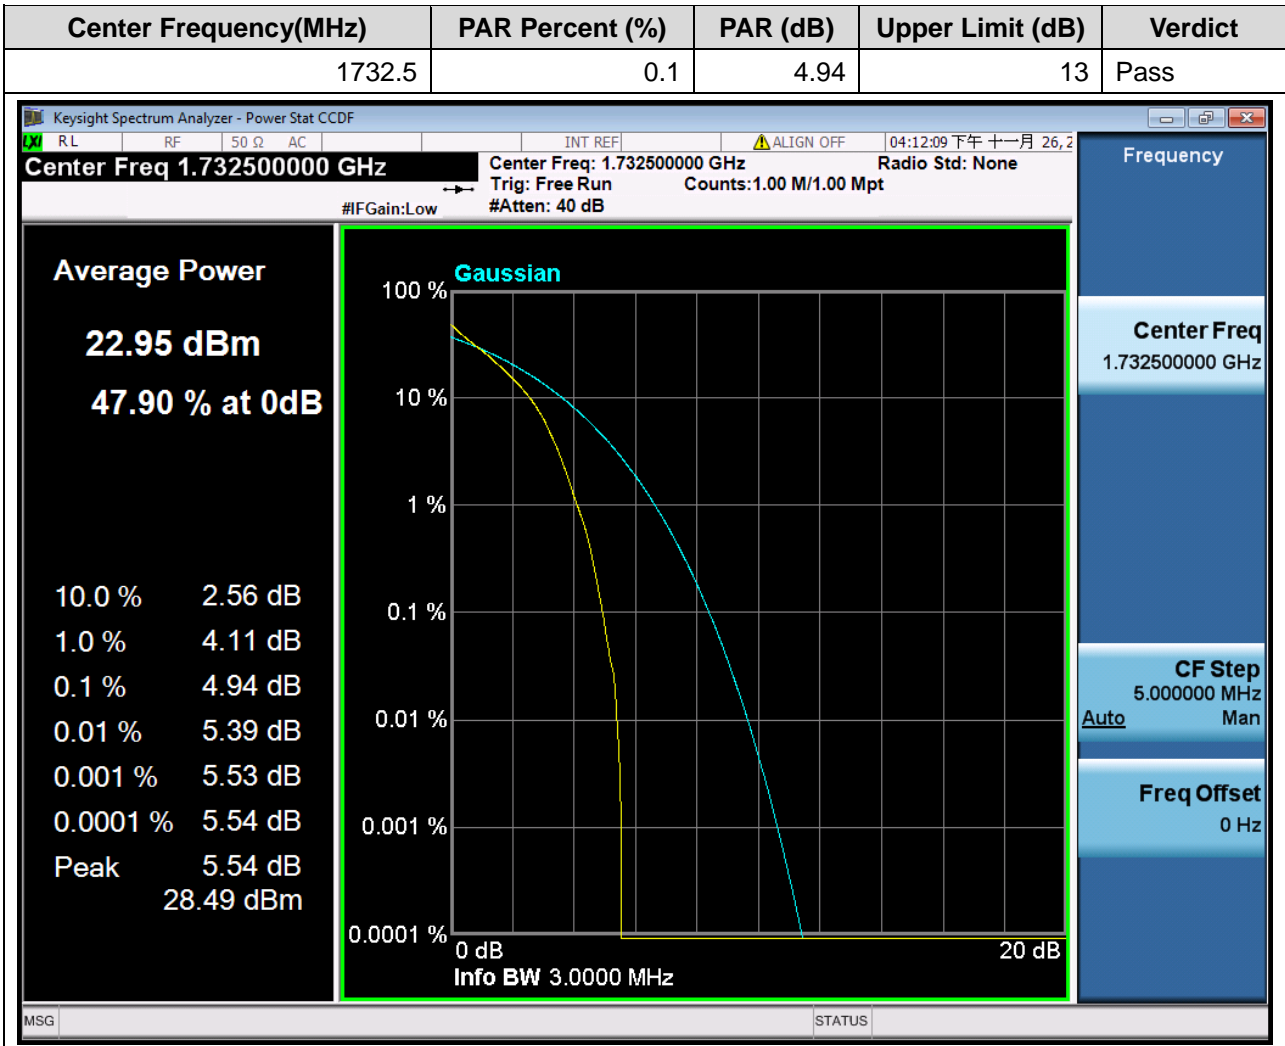 Center Frequency(MHz) PAR Percent (%) PAR (dB) Upper Limit (dB) Verdict
1732.5 0.1 4.94 13 Pass
Keysight Spectrum Analyzer - Power Stat CCDF
LXI RL RF 50 Ω AC INT REF ALIGN OFF 04:12:09 下午 十一月 26, 2
Center Freq 1.732500000 GHz
Center Freq: 1.732500000 GHz Radio Std: None
Trig: Free Run Counts:1.00 M/1.00 Mpt
#IFGain:Low #Atten: 40 dB
Frequency
Average Power
22.95 dBm
47.90 % at 0dB
10.0 % 2.56 dB
1.0 % 4.11 dB
0.1 % 4.94 dB
0.01 % 5.39 dB
0.001 % 5.53 dB
0.0001 % 5.54 dB
Peak 5.54 dB
28.49 dBm
Gaussian
100 %
10 %
1 %
0.1 %
0.01 %
0.001 %
0.0001 %
0 dB 20 dB
Info BW 3.0000 MHz
Center Freq
1.732500000 GHz
CF Step
5.000000 MHz
Auto Man
Freq Offset
0 Hz
MSG STATUS